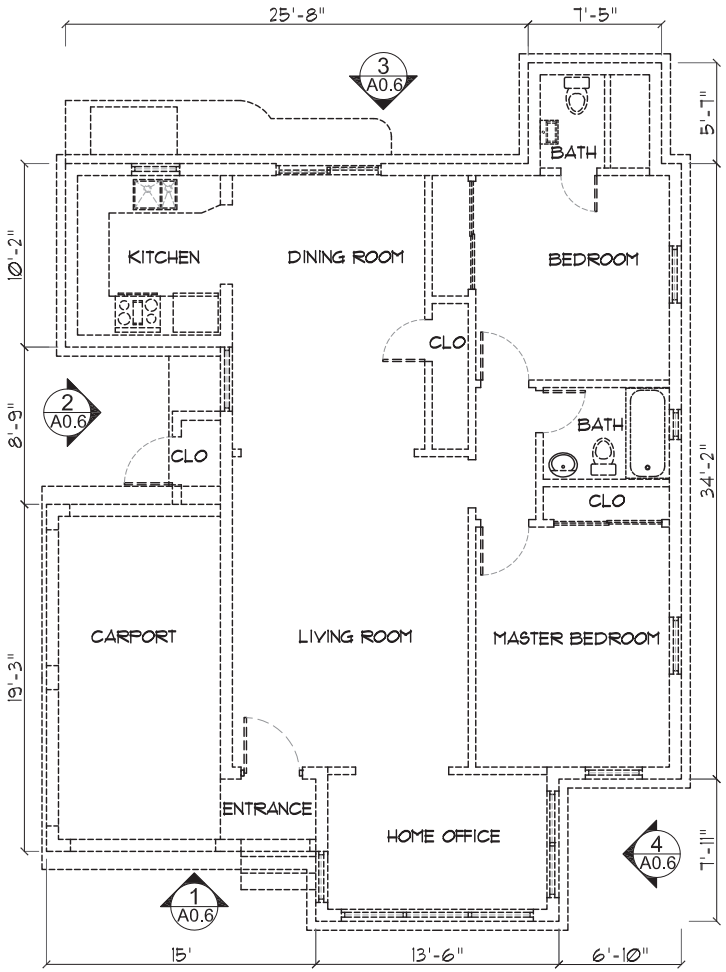 25'-8"
7'-5"
3
A0.6
5'-7"
BATH
10'-2"
KITCHEN
DINING ROOM
BEDROOM
CLO
2
A0.6
8'-9"
BATH
CLO
34'-2"
CLO
CARPORT
LIVING ROOM
MASTER BEDROOM
19'-3"
ENTRANCE
HOME OFFICE
4
A0.6
7'-11"
1
A0.6
15'
13'-6"
6'-10"